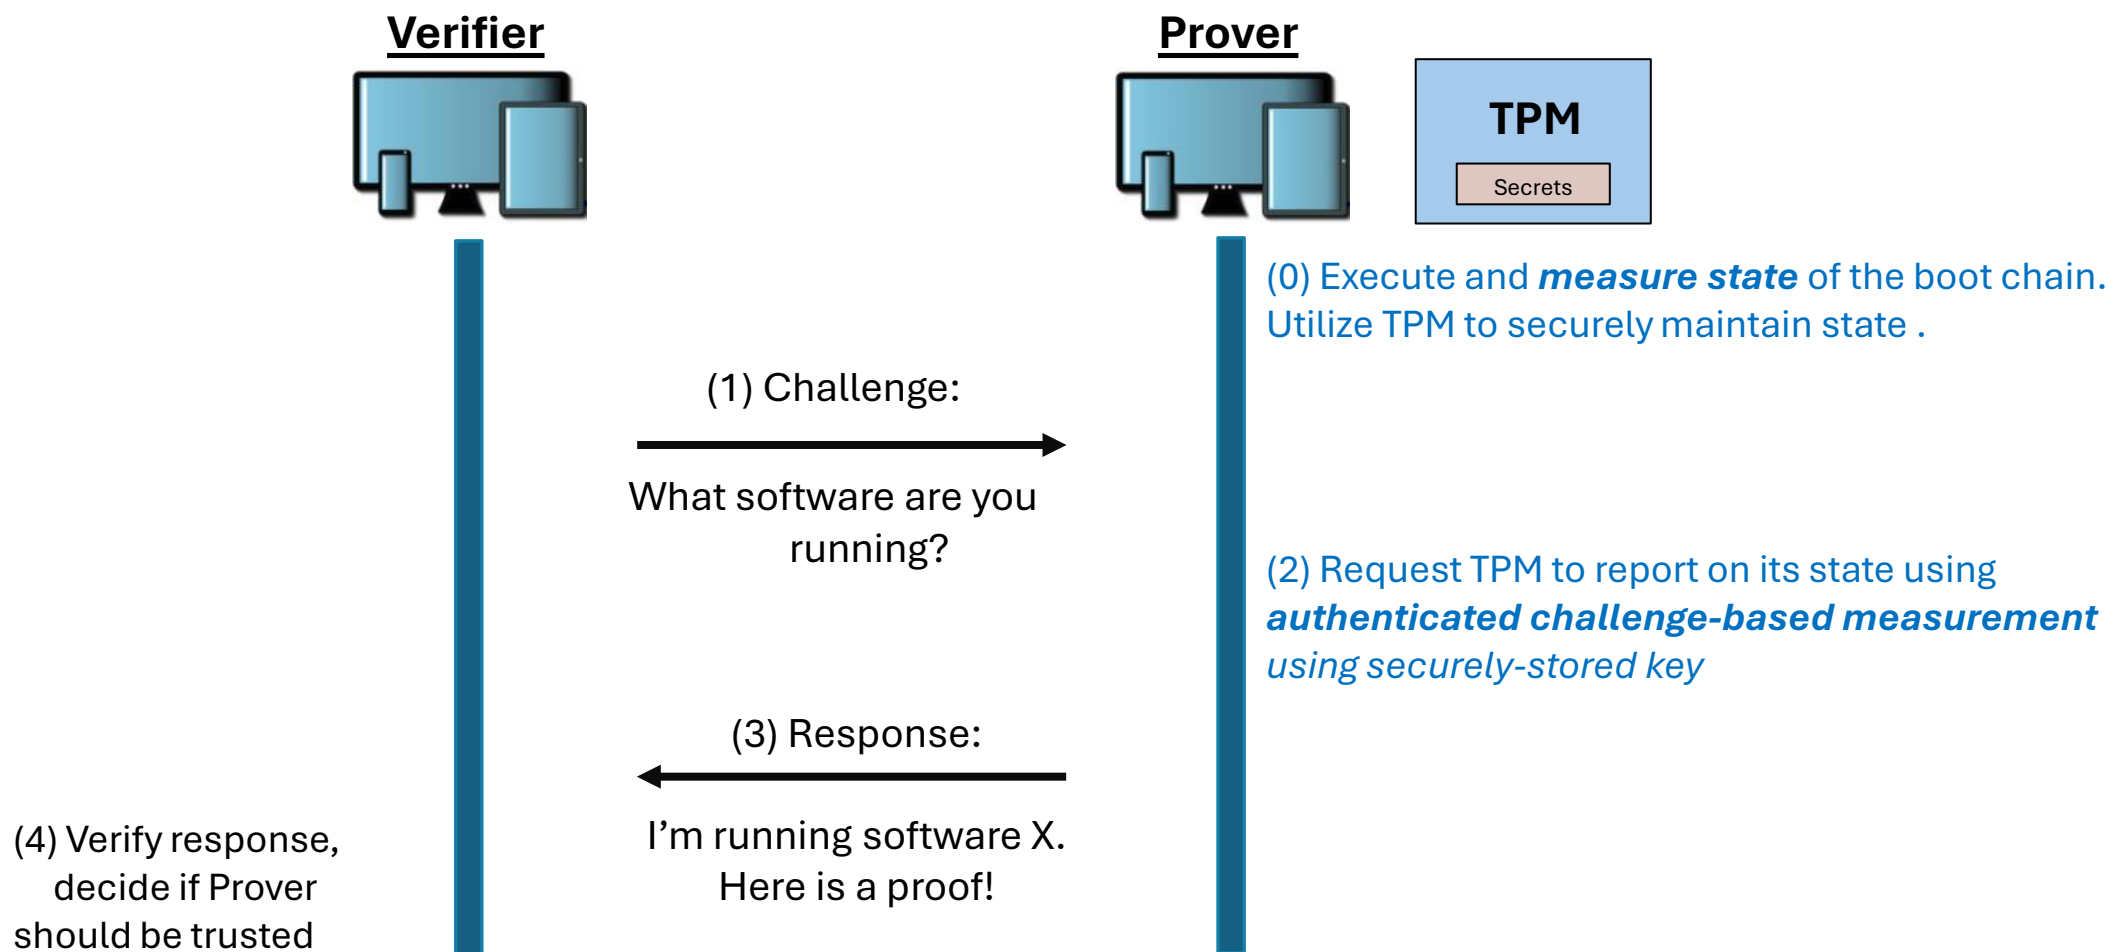 Verifier
Prover
TPM
Secrets
(0) Execute and measure state of the boot chain.
Utilize TPM to securely maintain state .
(1) Challenge:
What software are you
running?
(2) Request TPM to report on its state using
authenticated challenge-based measurement
using securely-stored key
(3) Response:
I’m running software X.
Here is a proof!
(4) Verify response,
decide if Prover
should be trusted